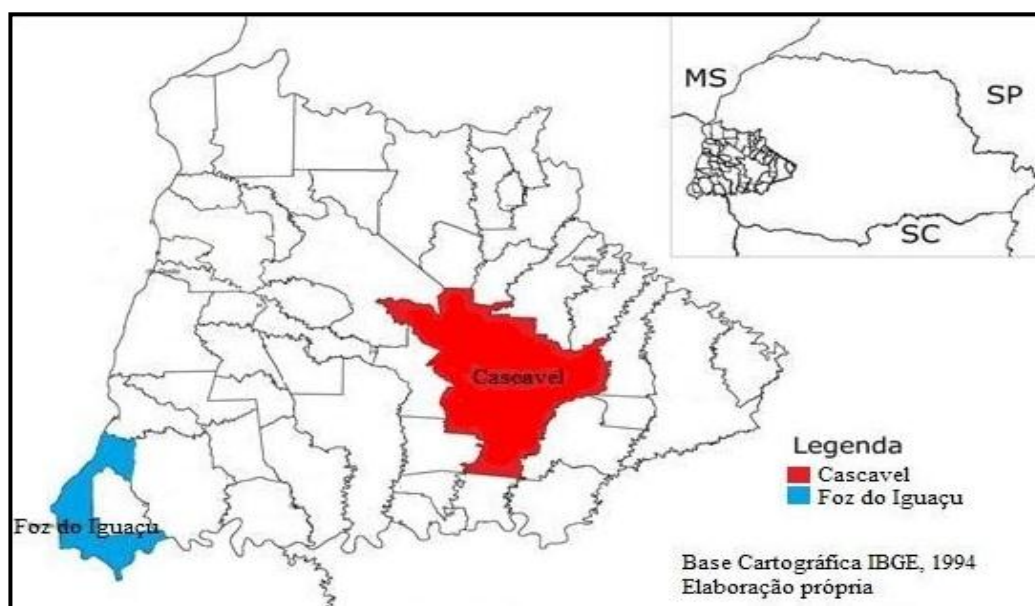 MS
SP
SC
Cascavel
Foz do Iguaçu
Legenda
Cascavel
Foz do Iguaçu
Base Cartográfica IBGE, 1994
Elaboração própria